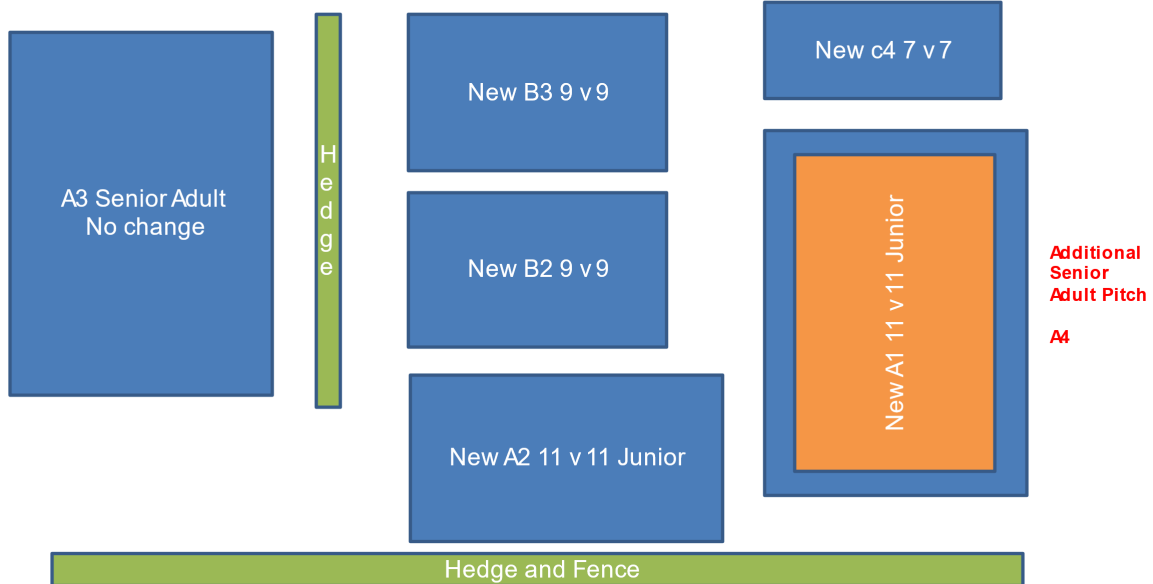 A3 Senior Adult
No change
Hedge
New B3 9 v 9
New B2 9 v 9
New A2 11 v 11 Junior
New c4 7 v 7
New A1 11 v 11 Junior
Additional
Senior
Adult Pitch
A4
Hedge and Fence